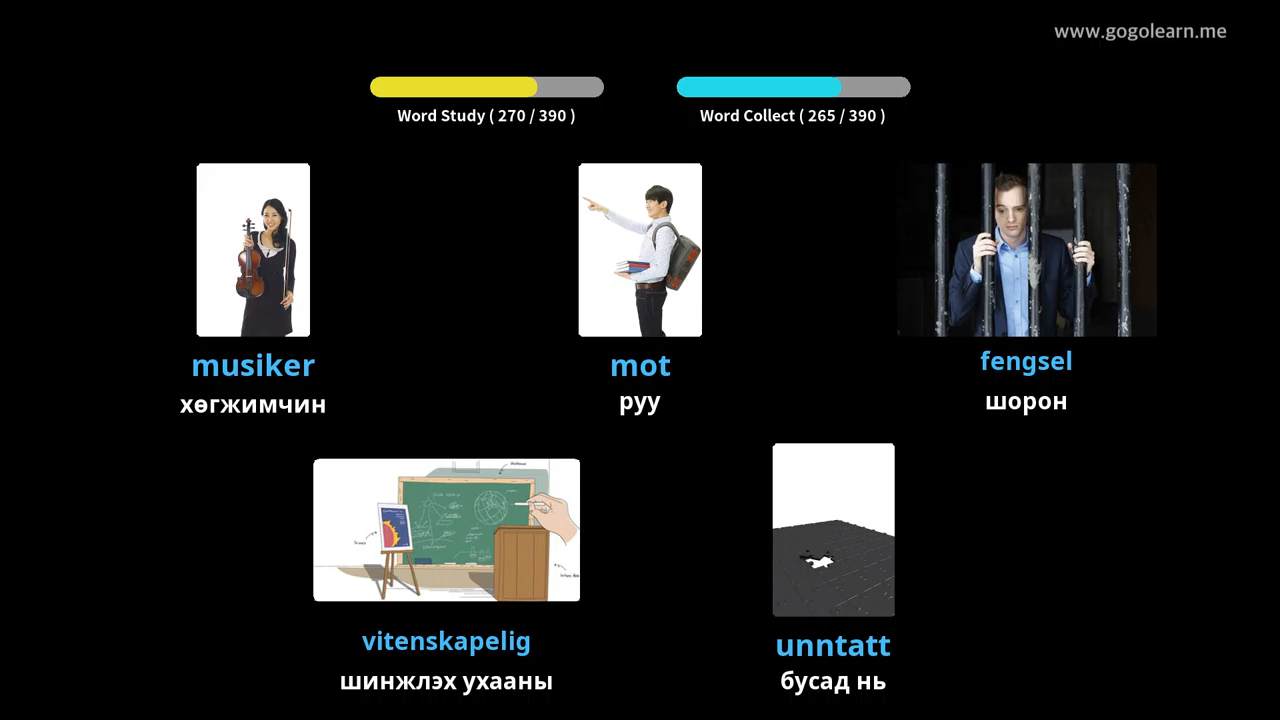 www.gogolearn.me
Word Study ( 270 / 390 )
Word Collect ( 265 / 390 )
musiker
хөгжимчин
mot
руу
fengsel
шорон
vitenskapelig
шинжлэх ухааны
unntatt
бусад нь